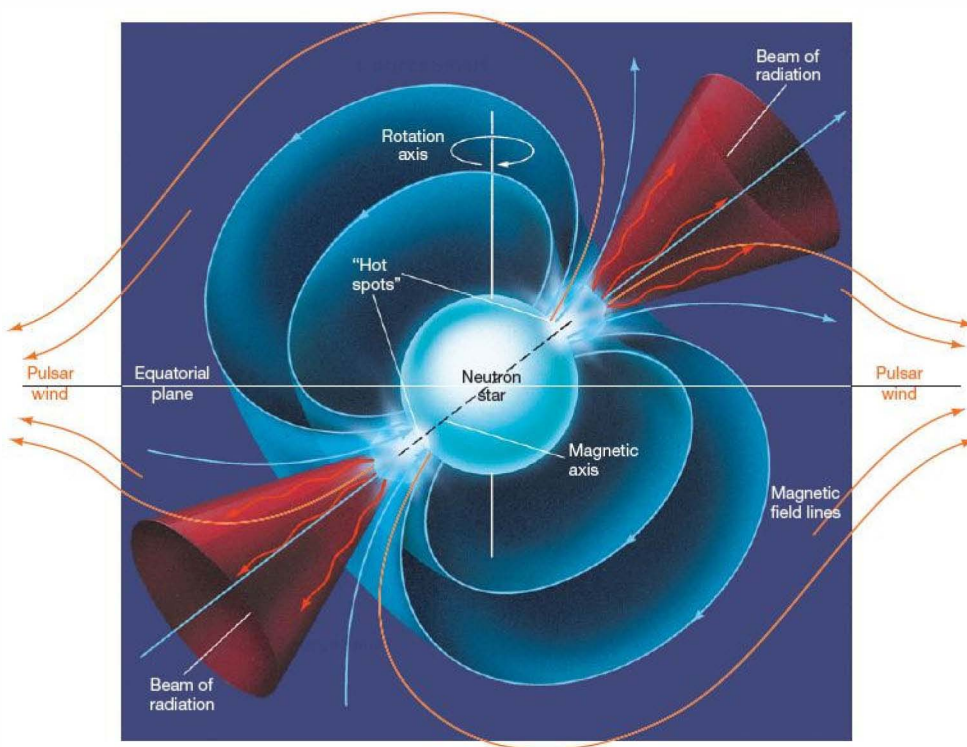 Beam of
radiation
Rotation
axis
“Hot
spots”
Pulsar
wind
Equatorial
plane
Neutron
star
Pulsar
wind
Magnetic
axis
Magnetic
field lines
Beam of
radiation